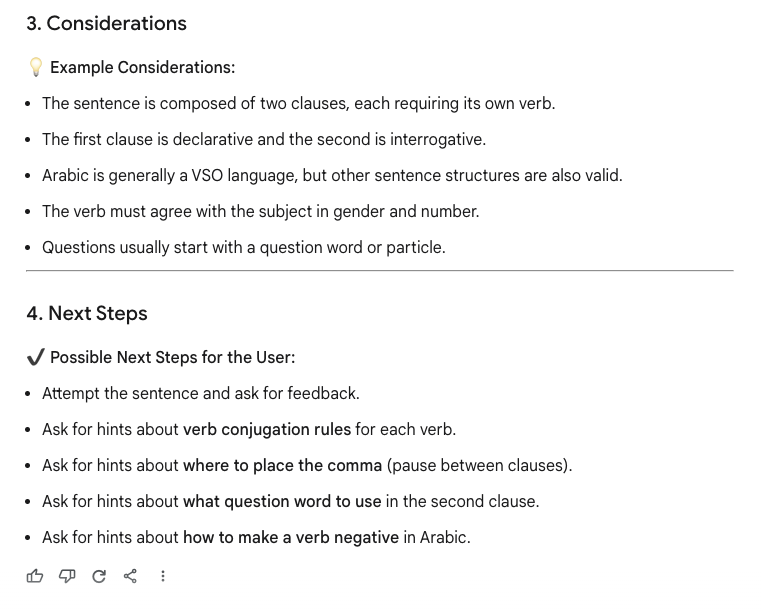 3. Considerations
💡 Example Considerations:
• The sentence is composed of two clauses, each requiring its own verb.
• The first clause is declarative and the second is interrogative.
• Arabic is generally a VSO language, but other sentence structures are also valid.
• The verb must agree with the subject in gender and number.
• Questions usually start with a question word or particle.
4. Next Steps
✔ Possible Next Steps for the User:
• Attempt the sentence and ask for feedback.
• Ask for hints about verb conjugation rules for each verb.
• Ask for hints about where to place the comma (pause between clauses).
• Ask for hints about what question word to use in the second clause.
• Ask for hints about how to make a verb negative in Arabic.